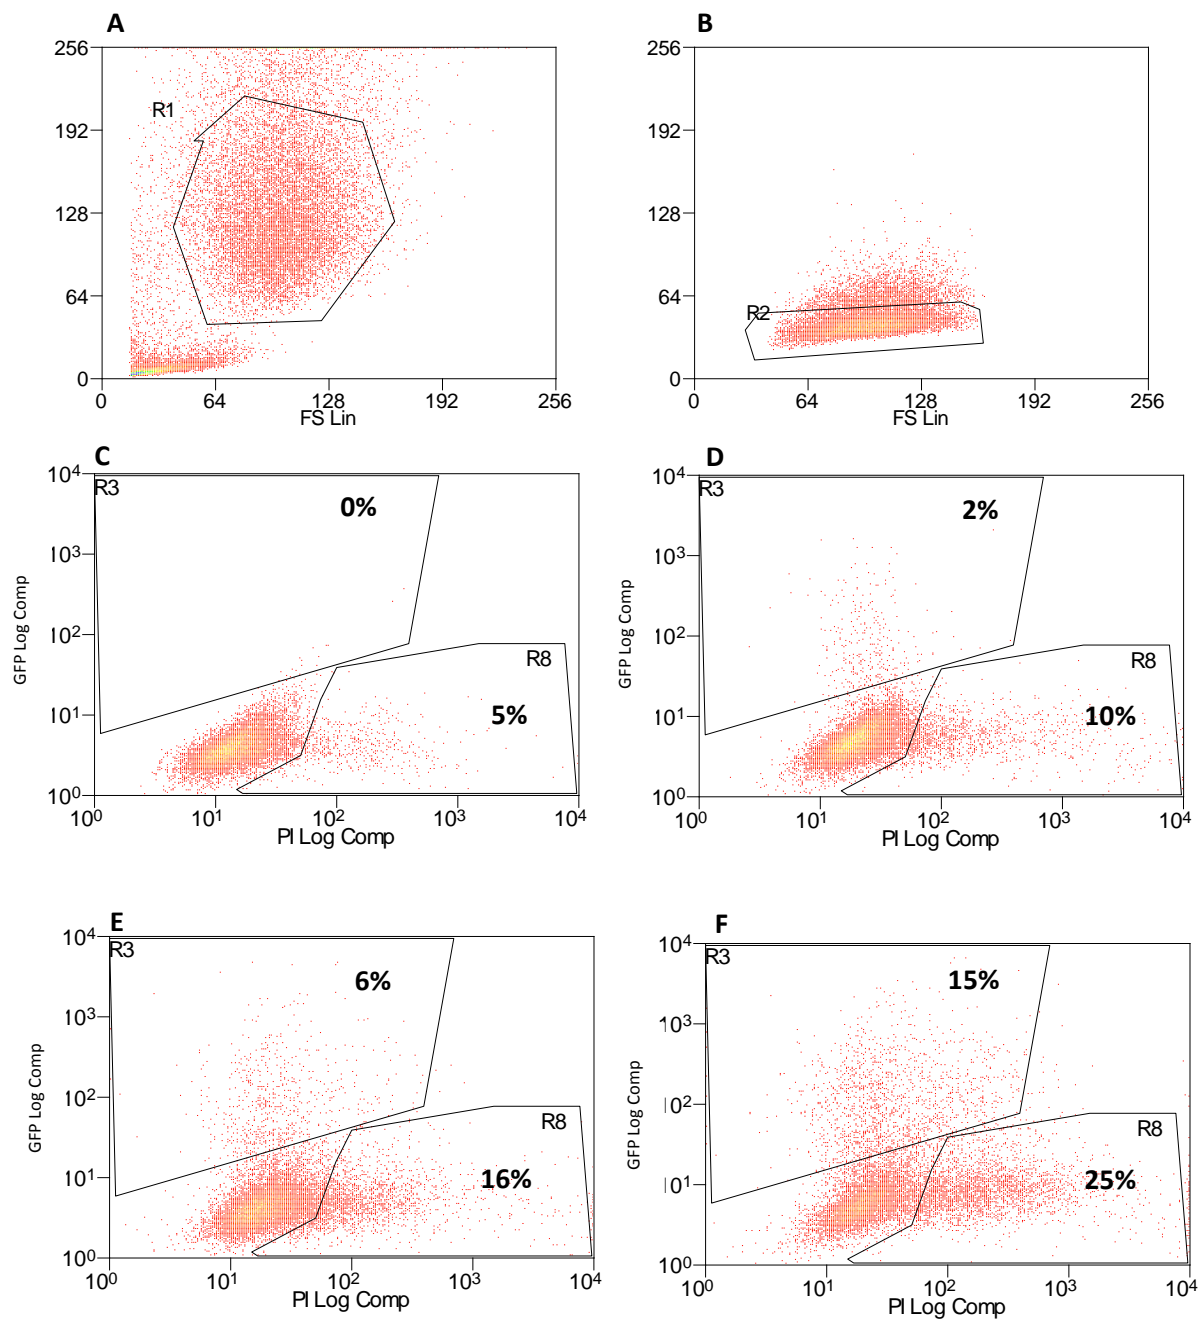 A
B
256
192
128
64
0
R1
0
64
128
192
256
FS Lin
256
192
128
64
0
R2
0
64
128
192
256
FS Lin
C
D
10⁴
10³
10²
10¹
10⁰
GFP Log Comp
R3
0%
R8
5%
10⁰
10¹
10²
10³
10⁴
PI Log Comp
10⁴
10³
10²
10¹
10⁰
GFP Log Comp
R3
2%
R8
10%
10⁰
10¹
10²
10³
10⁴
PI Log Comp
E
F
10⁴
10³
10²
10¹
10⁰
GFP Log Comp
R3
6%
R8
16%
10⁰
10¹
10²
10³
10⁴
PI Log Comp
10⁴
10³
10²
10¹
10⁰
GFP Log Comp
R3
15%
R8
25%
10⁰
10¹
10²
10³
10⁴
PI Log Comp